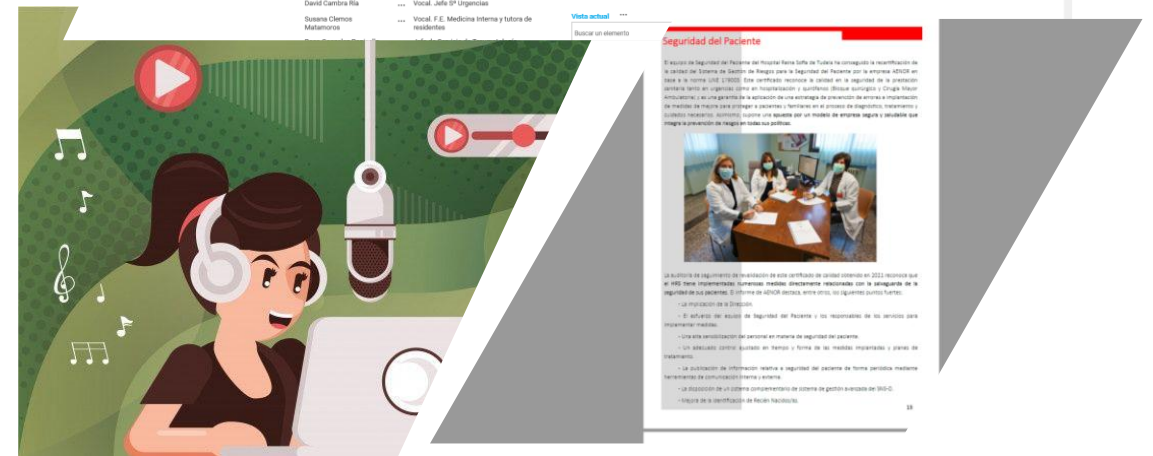 David Cambra Ría ... Vocal. Jefe Sº Urgencias
Susana Clemos ... Vocal. F.E. Medicina Interna y tutora de
Matamoros residentes
Vista actual ...
Buscar un elemento
Seguridad del Paciente
El equipo de Seguridad del Paciente del Hospital Reina Sofía de Tudela ha conseguido la recertificación de
la calidad del Sistema de Gestión de Riesgos para la Seguridad del Paciente por la empresa AENOR en
base a la norma UNE 179003. Este certificado reconoce la calidad en la seguridad de la prestación
sanitaria tanto en urgencias como en hospitalización y quirófanos (Bloque quirúrgico y Cirugía Mayor
Ambulatoria) y es una garantía de la aplicación de una estrategia de prevención de errores e implantación
de medidas de mejora para proteger a pacientes y familiares en el proceso de diagnóstico, tratamiento y
cuidados necesarios. Asimismo, supone una apuesta por un modelo de empresa segura y saludable que
integra la prevención de riesgos en todas sus políticas.
La auditoría de seguimiento de revalidación de este certificado de calidad obtenido en 2021 reconoce que
el HRS tiene implementadas numerosas medidas directamente relacionadas con la salvaguarda de la
seguridad de sus pacientes. El informe de AENOR destaca, entre otros, los siguientes puntos fuertes:
- La implicación de la Dirección.
- El esfuerzo del equipo de Seguridad del Paciente y los responsables de los servicios para
implementar medidas.
- Una alta sensibilización del personal en materia de seguridad del paciente.
- Un adecuado control ajustado en tiempo y forma de las medidas implantadas y planes de
tratamiento.
- La publicación de información relativa a seguridad del paciente de forma periódica mediante
herramientas de comunicación interna y externa.
- La disposición de un sistema complementario de sistema de gestión avanzada del SNS-O.
- Mejora de la identificación de Recién Nacidos/as.
19